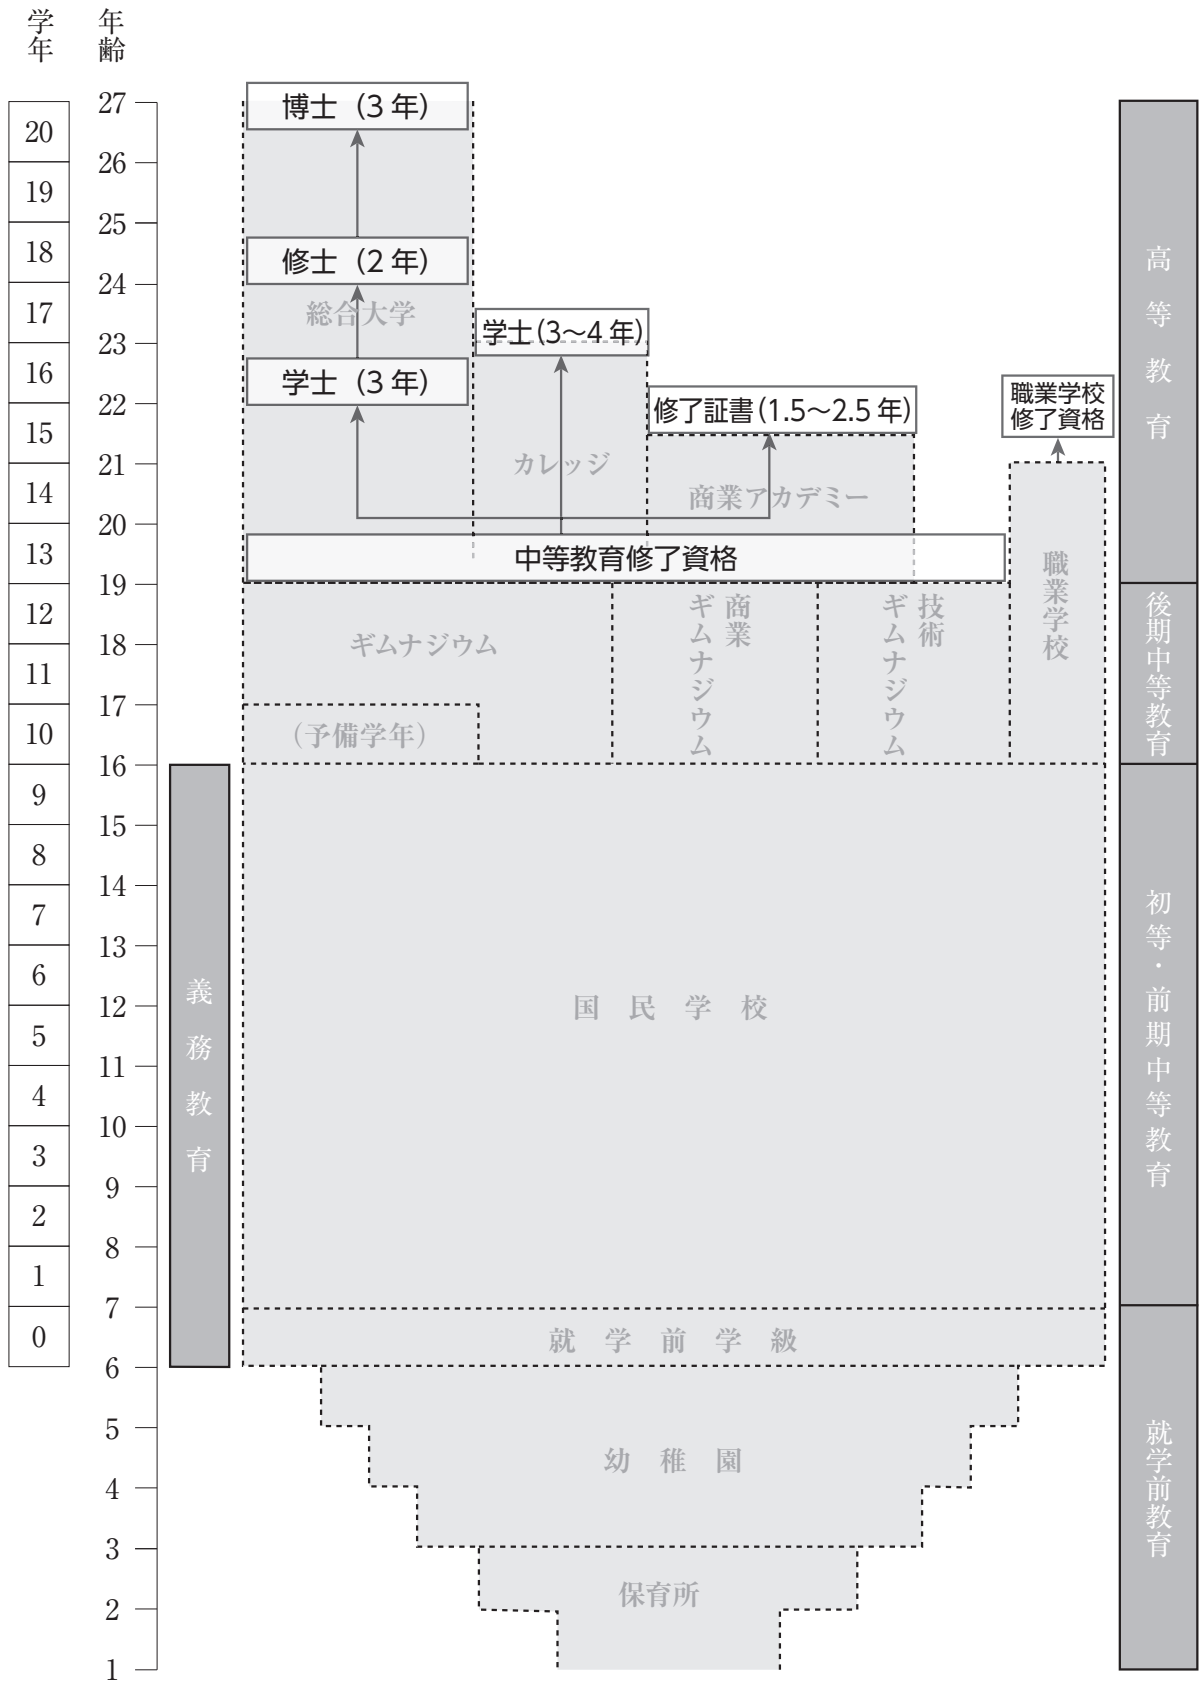 学年
年齢
27
20
26
19
25
18
24
17
23
16
22
15
21
14
20
13
19
12
18
11
17
10
16
9
15
8
14
7
13
6
12
5
11
4
10
3
9
2
8
1
7
0
6
5
4
3
2
1
義務教育
博士（3 年）
修士（2 年）
総合大学
学士（3 年）
学士（3～4 年）
カレッジ
修了証書（1.5～2.5 年）
商業アカデミー
職業学校
修了資格
中等教育修了資格
職業学校
ギムナジウム
（予備学年）
商業
ギムナジウム
技術
ギムナジウム
国民学校
就学前学級
幼稚園
保育所
高等教育
後期中等教育
初等・前期中等教育
就学前教育